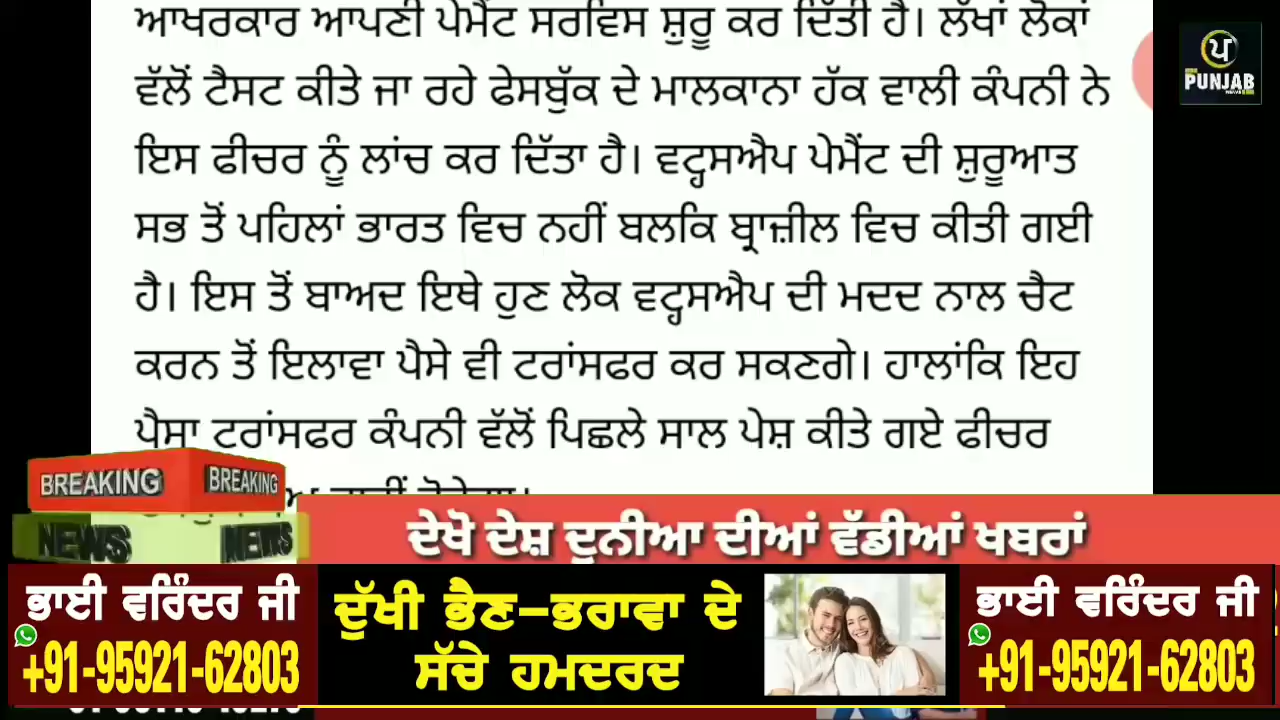 ਆਖਰਕਾਰ ਆਪਣੀ ਪੇਮੈਂਟ ਸਰਵਿਸ ਸ਼ੁਰੂ ਕਰ ਦਿੱਤੀ ਹੈ। ਲੱਖਾਂ ਲੋਕਾਂ
ਵੱਲੋਂ ਟੈਸਟ ਕੀਤੇ ਜਾ ਰਹੇ ਫੇਸਬੁੱਕ ਦੇ ਮਾਲਕਾਨਾ ਹੱਕ ਵਾਲੀ ਕੰਪਨੀ ਨੇ
ਇਸ ਫੀਚਰ ਨੂੰ ਲਾਂਚ ਕਰ ਦਿੱਤਾ ਹੈ। ਵਟ੍ਹਸਐਪ ਪੇਮੈਂਟ ਦੀ ਸ਼ੁਰੂਆਤ
ਸਭ ਤੋਂ ਪਹਿਲਾਂ ਭਾਰਤ ਵਿਚ ਨਹੀਂ ਬਲਕਿ ਬ੍ਰਾਜ਼ੀਲ ਵਿਚ ਕੀਤੀ ਗਈ
ਹੈ। ਇਸ ਤੋਂ ਬਾਅਦ ਇਥੇ ਹੁਣ ਲੋਕ ਵਟ੍ਹਸਐਪ ਦੀ ਮਦਦ ਨਾਲ ਚੈਟ
ਕਰਨ ਤੋਂ ਇਲਾਵਾ ਪੈਸੇ ਵੀ ਟਰਾਂਸਫਰ ਕਰ ਸਕਣਗੇ। ਹਾਲਾਂਕਿ ਇਹ
ਪੈਸਾ ਟਰਾਂਸਫਰ ਕੰਪਨੀ ਵੱਲੋਂ ਪਿਛਲੇ ਸਾਲ ਪੇਸ਼ ਕੀਤੇ ਗਏ ਫੀਚਰ
ਪ
PUNJAB
BREAKING BREAKING
NEWS NEWS
ਦੇਖੋ ਦੇਸ਼ ਦੁਨੀਆ ਦੀਆਂ ਵੱਡੀਆਂ ਖਬਰਾਂ
ਭਾਈ ਵਰਿੰਦਰ ਜੀ
+91-95921-62803
ਦੁੱਖੀ ਭੈਣ-ਭਰਾਵਾ ਦੇ
ਸੱਚੇ ਹਮਦਰਦ
ਭਾਈ ਵਰਿੰਦਰ ਜੀ
+91-95921-62803